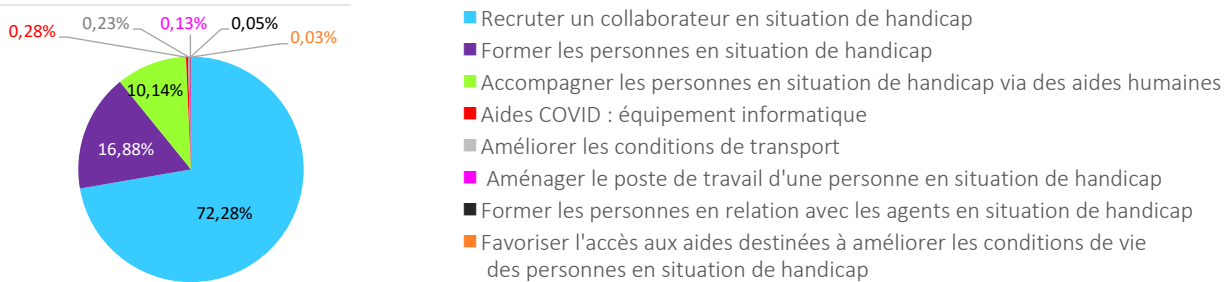 0,28%
0,23%
0,13%
0,05%
0,03%
10,14%
16,88%
72,28%
Recruter un collaborateur en situation de handicap
Former les personnes en situation de handicap
Accompagner les personnes en situation de handicap via des aides humaines
Aides COVID : équipement informatique
Améliorer les conditions de transport
Aménager le poste de travail d'une personne en situation de handicap
Former les personnes en relation avec les agents en situation de handicap
Favoriser l'accès aux aides destinées à améliorer les conditions de vie
des personnes en situation de handicap